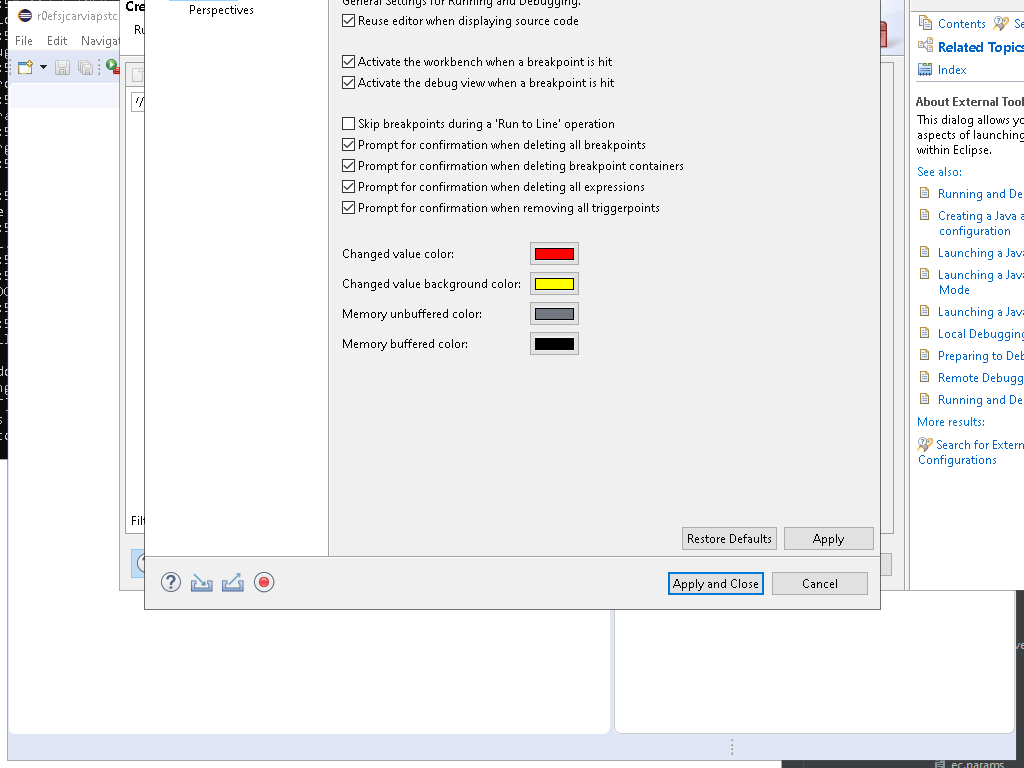 r0efsjcarviapstc
File Edit Navigat
Cre
Ru
//
Filt
Perspectives
General Settings for Running and Debugging.
Reuse editor when displaying source code
Activate the workbench when a breakpoint is hit
Activate the debug view when a breakpoint is hit
Skip breakpoints during a 'Run to Line' operation
Prompt for confirmation when deleting all breakpoints
Prompt for confirmation when deleting breakpoint containers
Prompt for confirmation when deleting all expressions
Prompt for confirmation when removing all triggerpoints
Changed value color:
Changed value background color:
Memory unbuffered color:
Memory buffered color:
Restore Defaults Apply
Apply and Close Cancel
Contents Se
Related Topics
Index
About External Tool
This dialog allows yo
aspects of launching
within Eclipse.
See also:
Running and De
Creating a Java a
configuration
Launching a Java
Launching a Java
Mode
Launching a Java
Local Debugging
Preparing to Deb
Remote Debugg
Running and De
More results:
Search for Extern
Configurations
ec.params